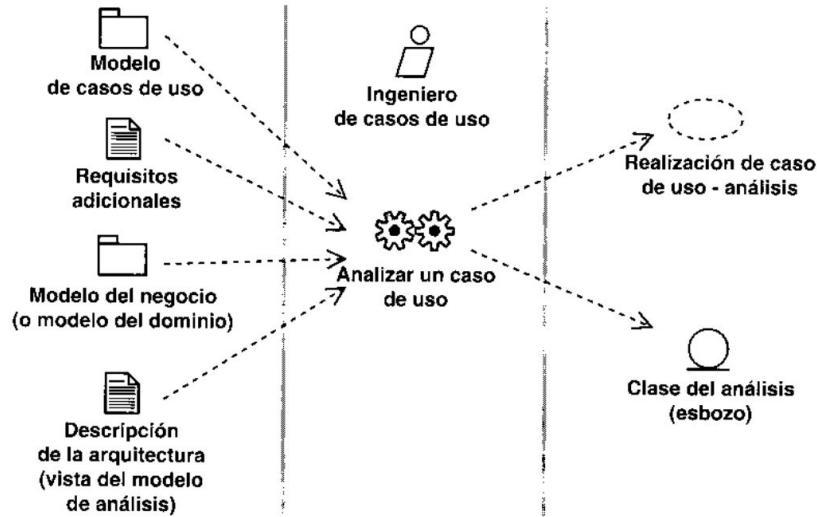 Modelo
de casos de uso
Requisitos
adicionales
Modelo del negocio
(o modelo del dominio)
Descripción
de la arquitectura
(vista del modelo
de análisis)
Ingeniero
de casos de uso
Analizar un caso
de uso
Realización de caso
de uso - análisis
Clase del análisis
(esbozo)